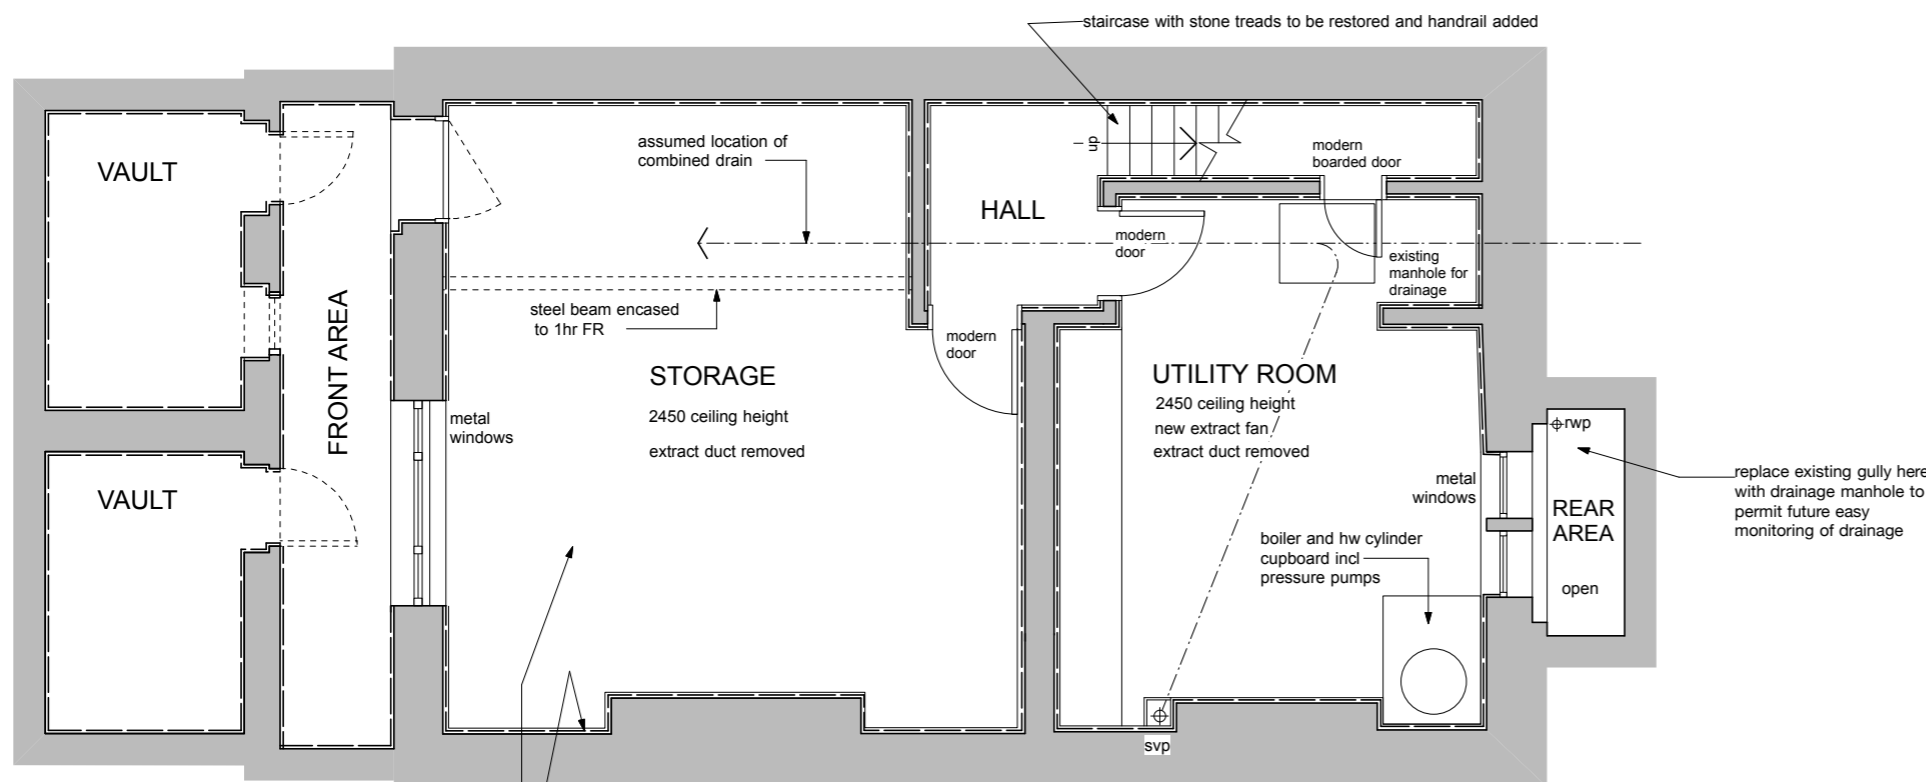 staircase with stone treads to be restored and handrail added
VAULT
assumed location of
combined drain
up
modern
boarded door
HALL
modern
door
existing
manhole for
drainage
FRONT AREA
steel beam encased
to 1hr FR
modern
door
STORAGE
2450 ceiling height
extract duct removed
UTILITY ROOM
2450 ceiling height
new extract fan
extract duct removed
metal
windows
rwp
metal
windows
REAR
AREA
open
replace existing gully here
with drainage manhole to
permit future easy
monitoring of drainage
VAULT
boiler and hw cylinder
cupboard incl
pressure pumps
svp